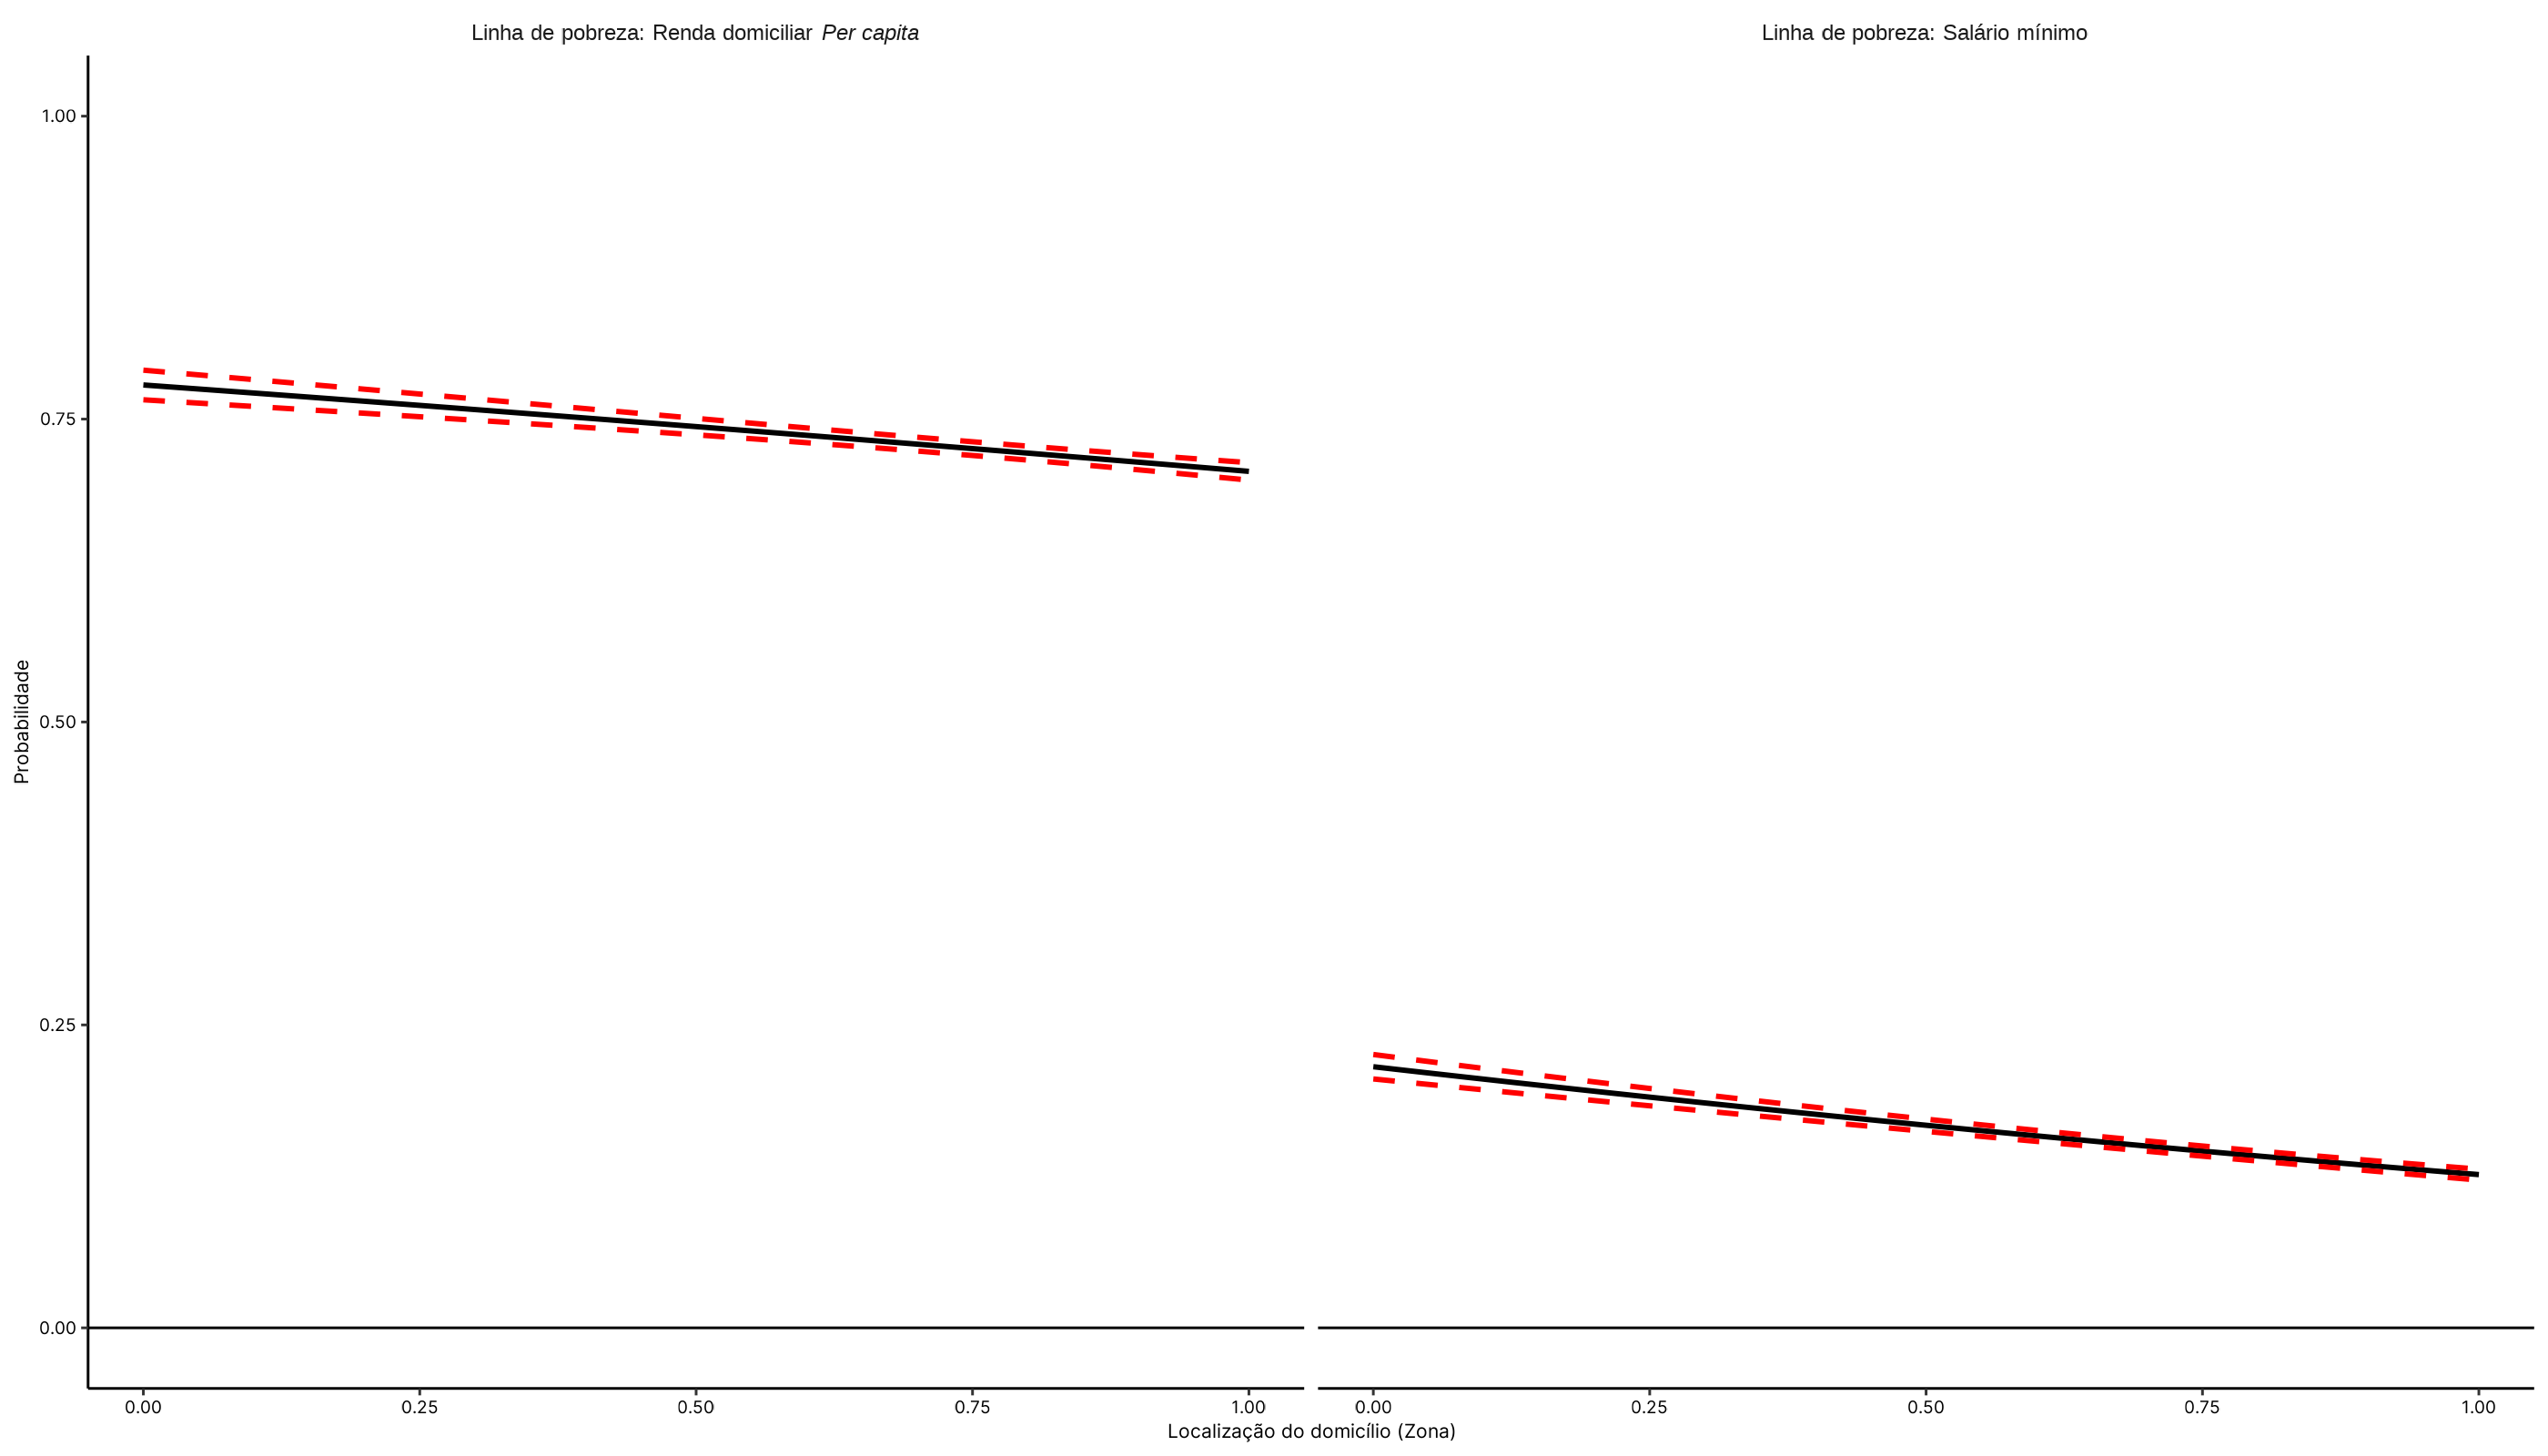 Linha de pobreza: Renda domiciliar Per capita
Linha de pobreza: Salário mínimo
Probabilidade
1.00
0.75
0.50
0.25
0.00
0.00 0.25 0.50 0.75 1.00
0.00 0.25 0.50 0.75 1.00
Localização do domicílio (Zona)